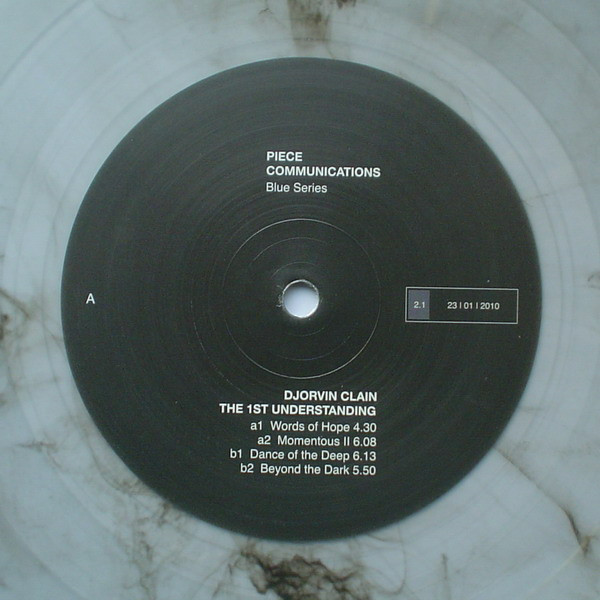 PIECE
COMMUNICATIONS
Blue Series
A
2.1 23 | 01 | 2010
DJORVIN CLAIN
THE 1ST UNDERSTANDING
a1 Words of Hope 4.30
a2 Momentous II 6.08
b1 Dance of the Deep 6.13
b2 Beyond the Dark 5.50